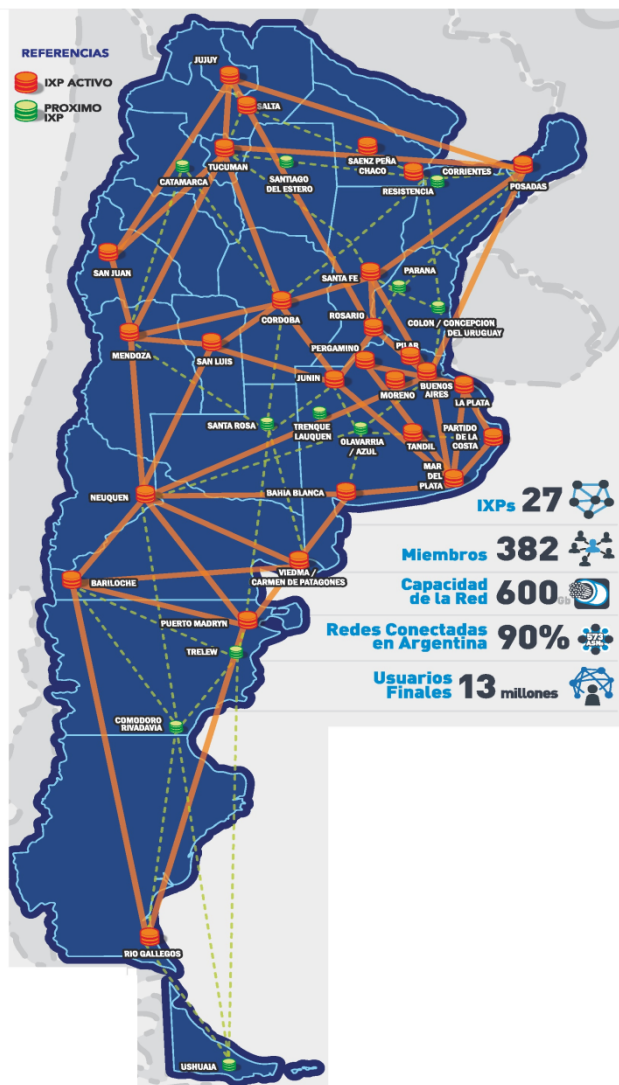 REFERENCIAS
IXP ACTIVO
PROXIMO
IXP
JUJUY
SALTA
TUCUMAN
CATAMARCA
SANTIAGO
DEL ESTERO
SAENZ PEÑA
CHACO
RESISTENCIA
CORRIENTES
POSADAS
SAN JUAN
SANTA FE
PARANA
CORDOBA
ROSARIO
COLON / CONCEPCION
DEL URUGUAY
MENDOZA
SAN LUIS
PERGAMINO
PILAR
JUNIN
MORENO
BUENOS
AIRES
LA PLATA
SANTA ROSA
TRENQUE
LAUQUEN
OLAVARRIA
/ AZUL
TANDIL
PARTIDO
DE LA
COSTA
MAR
DEL
PLATA
NEUQUEN
BAHIA BLANCA
IXPs 27
VIEDMA /
CARMEN DE PATAGONES
Miembros 382
BARILOCHE
Capacidad
de la Red 600 Gb
PUERTO MADRYN
Redes Conectadas
en Argentina 90%
573
ASN
TRELEW
Usuarios
Finales 13 millones
COMODORO
RIVADAVIA
RIO GALLEGOS
USHUAIA